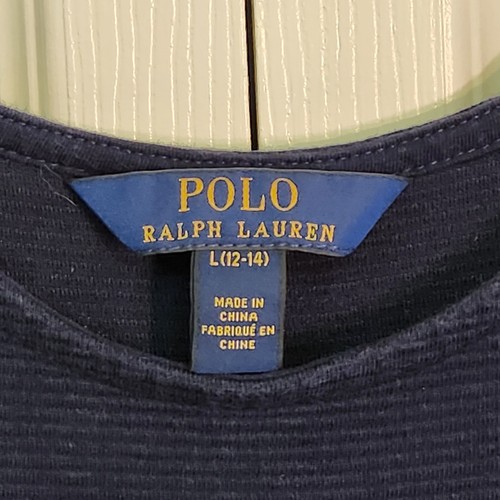 POLO
RALPH LAUREN
L(12-14)
MADE IN
CHINA
FABRIQUÉ EN
CHINE